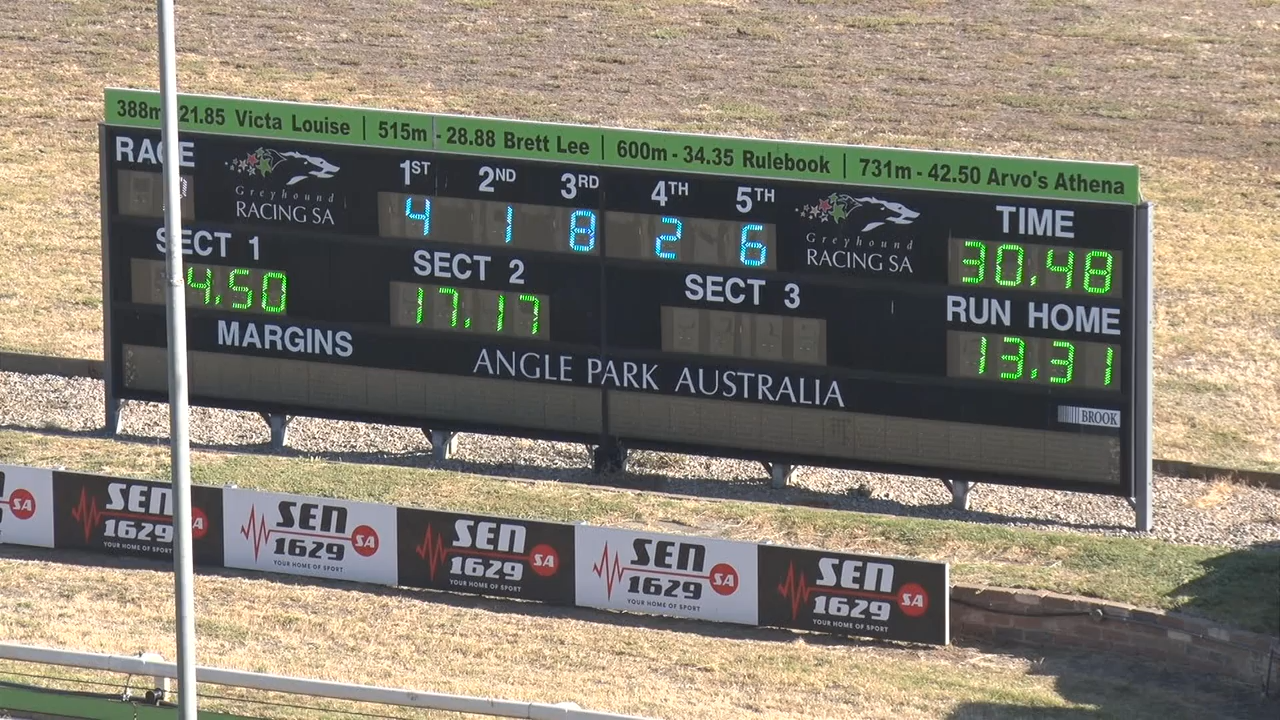 388m - 21.85 Victa Louise | 515m - 28.88 Brett Lee | 600m - 34.35 Rulebook | 731m - 42.50 Arvo's Athena
RACE
Greyhound
RACING SA
1ST 2ND 3RD 4TH 5TH
4 1 8 2 6
Greyhound
RACING SA
TIME
30.48
SECT 1
4.50
SECT 2
17.17
SECT 3
RUN HOME
13.31
MARGINS
ANGLE PARK AUSTRALIA
BROOK
SA
SEN
1629
YOUR HOME OF SPORT
SEN
1629 SA
YOUR HOME OF SPORT
SEN
1629 SA
YOUR HOME OF SPORT
SEN
1629 SA
YOUR HOME OF SPORT
SEN
1629 SA
YOUR HOME OF SPORT